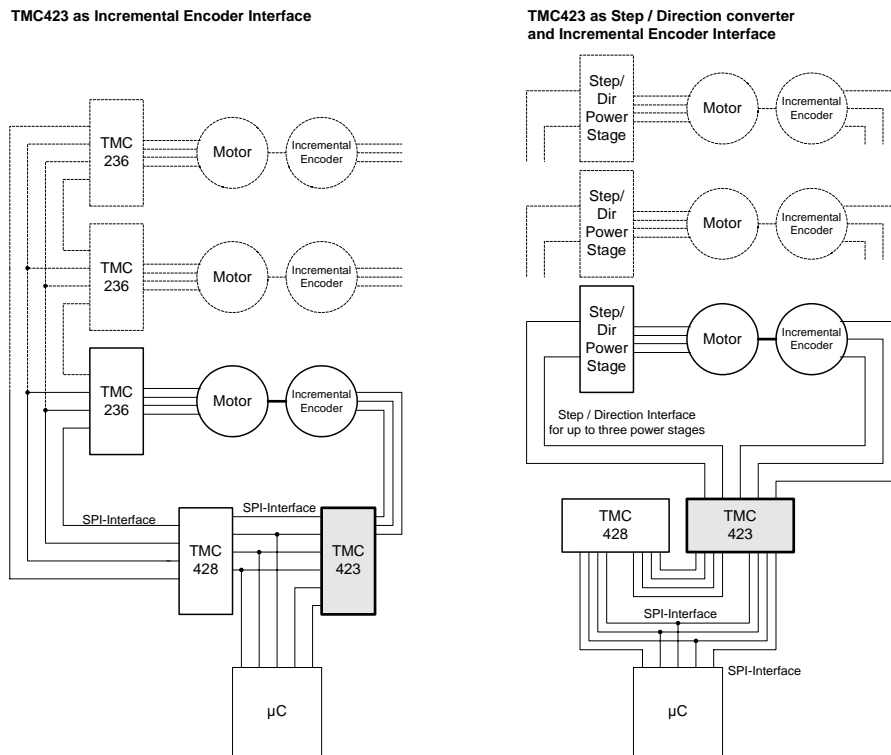 TMC423 as Incremental Encoder Interface
TMC
236
Motor
Incremental
Encoder
TMC
236
Motor
Incremental
Encoder
TMC
236
Motor
Incremental
Encoder
SPI-Interface
SPI-Interface
TMC
428
TMC
423
µC
TMC423 as Step / Direction converter
and Incremental Encoder Interface
Step/
Dir
Power
Stage
Motor
Incremental
Encoder
Step/
Dir
Power
Stage
Motor
Incremental
Encoder
Step/
Dir
Power
Stage
Motor
Incremental
Encoder
Step / Direction Interface
for up to three power stages
TMC
428
TMC
423
SPI-Interface
SPI-Interface
µC